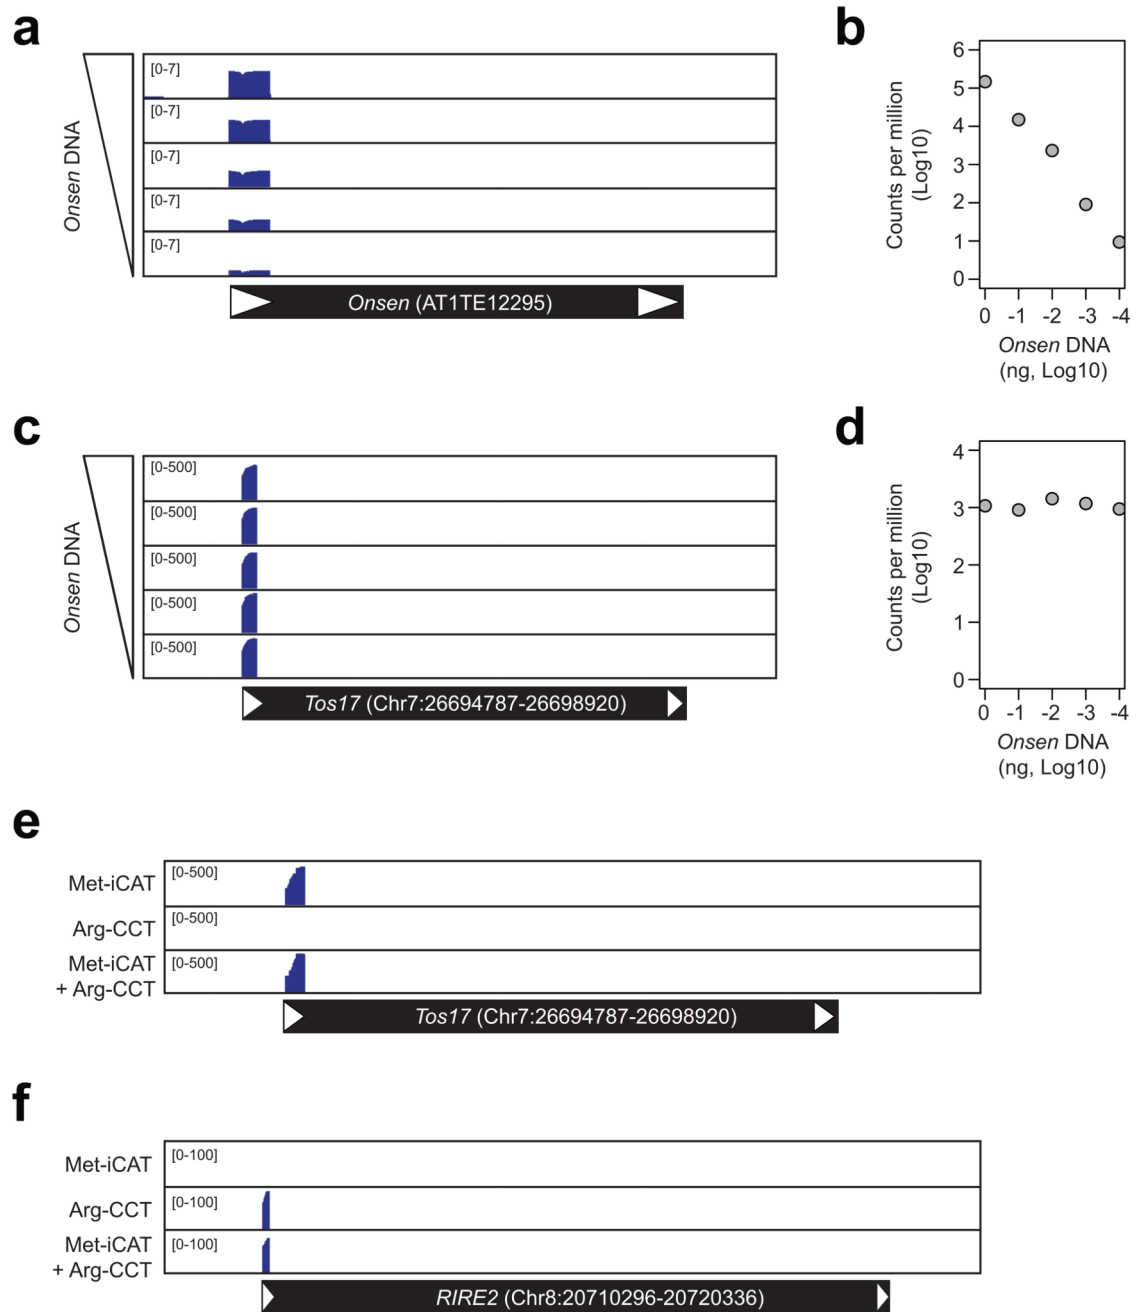 a
[0-7]
[0-7]
[0-7]
[0-7]
[0-7]
Onsen DNA
Onsen (AT1TE12295)
b
6
5
4
3
2
1
0
Counts per million
(Log10)
0 -1 -2 -3 -4
Onsen DNA
(ng, Log10)
c
[0-500]
[0-500]
[0-500]
[0-500]
[0-500]
Onsen DNA
Tos17 (Chr7:26694787-26698920)
d
4
3
2
1
0
Counts per million
(Log10)
0 -1 -2 -3 -4
Onsen DNA
(ng, Log10)
e
Met-iCAT [0-500]
Arg-CCT [0-500]
Met-iCAT [0-500]
+ Arg-CCT
Tos17 (Chr7:26694787-26698920)
f
Met-iCAT [0-100]
Arg-CCT [0-100]
Met-iCAT [0-100]
+ Arg-CCT
RIRE2 (Chr8:20710296-20720336)